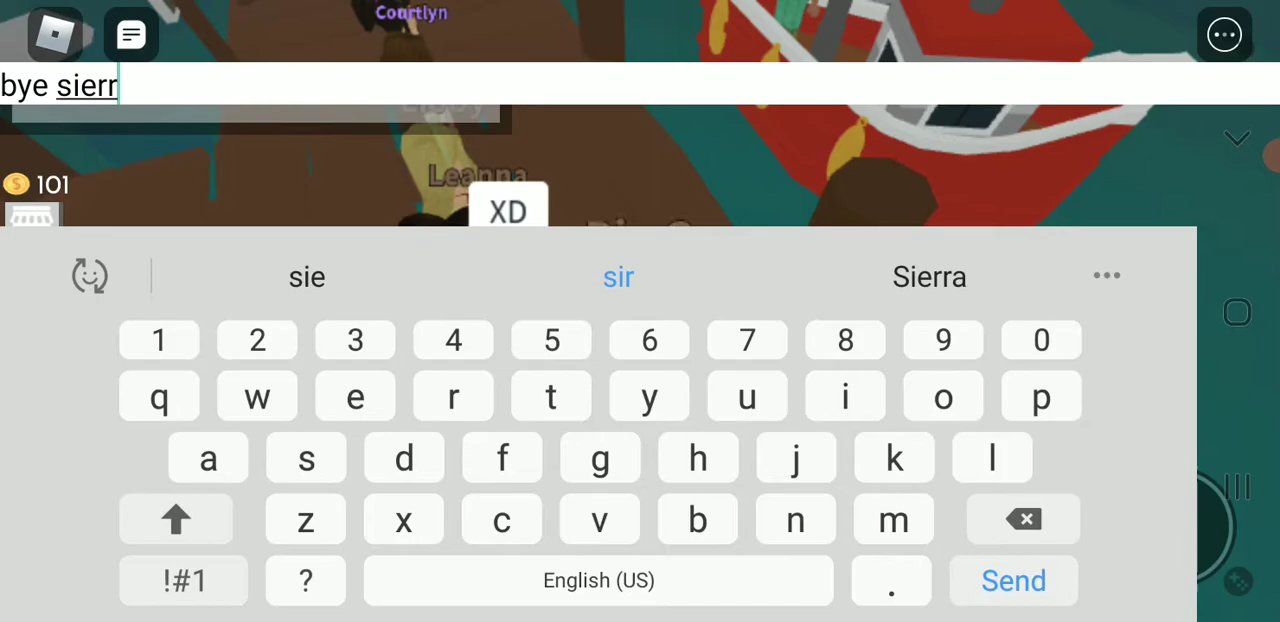 Courtlyn
bye sierr
Leanna
101
XD
sie sir Sierra
1 2 3 4 5 6 7 8 9 0
q w e r t y u i o p
a s d f g h j k l
z x c v b n m
!#1 ? English (US) . Send